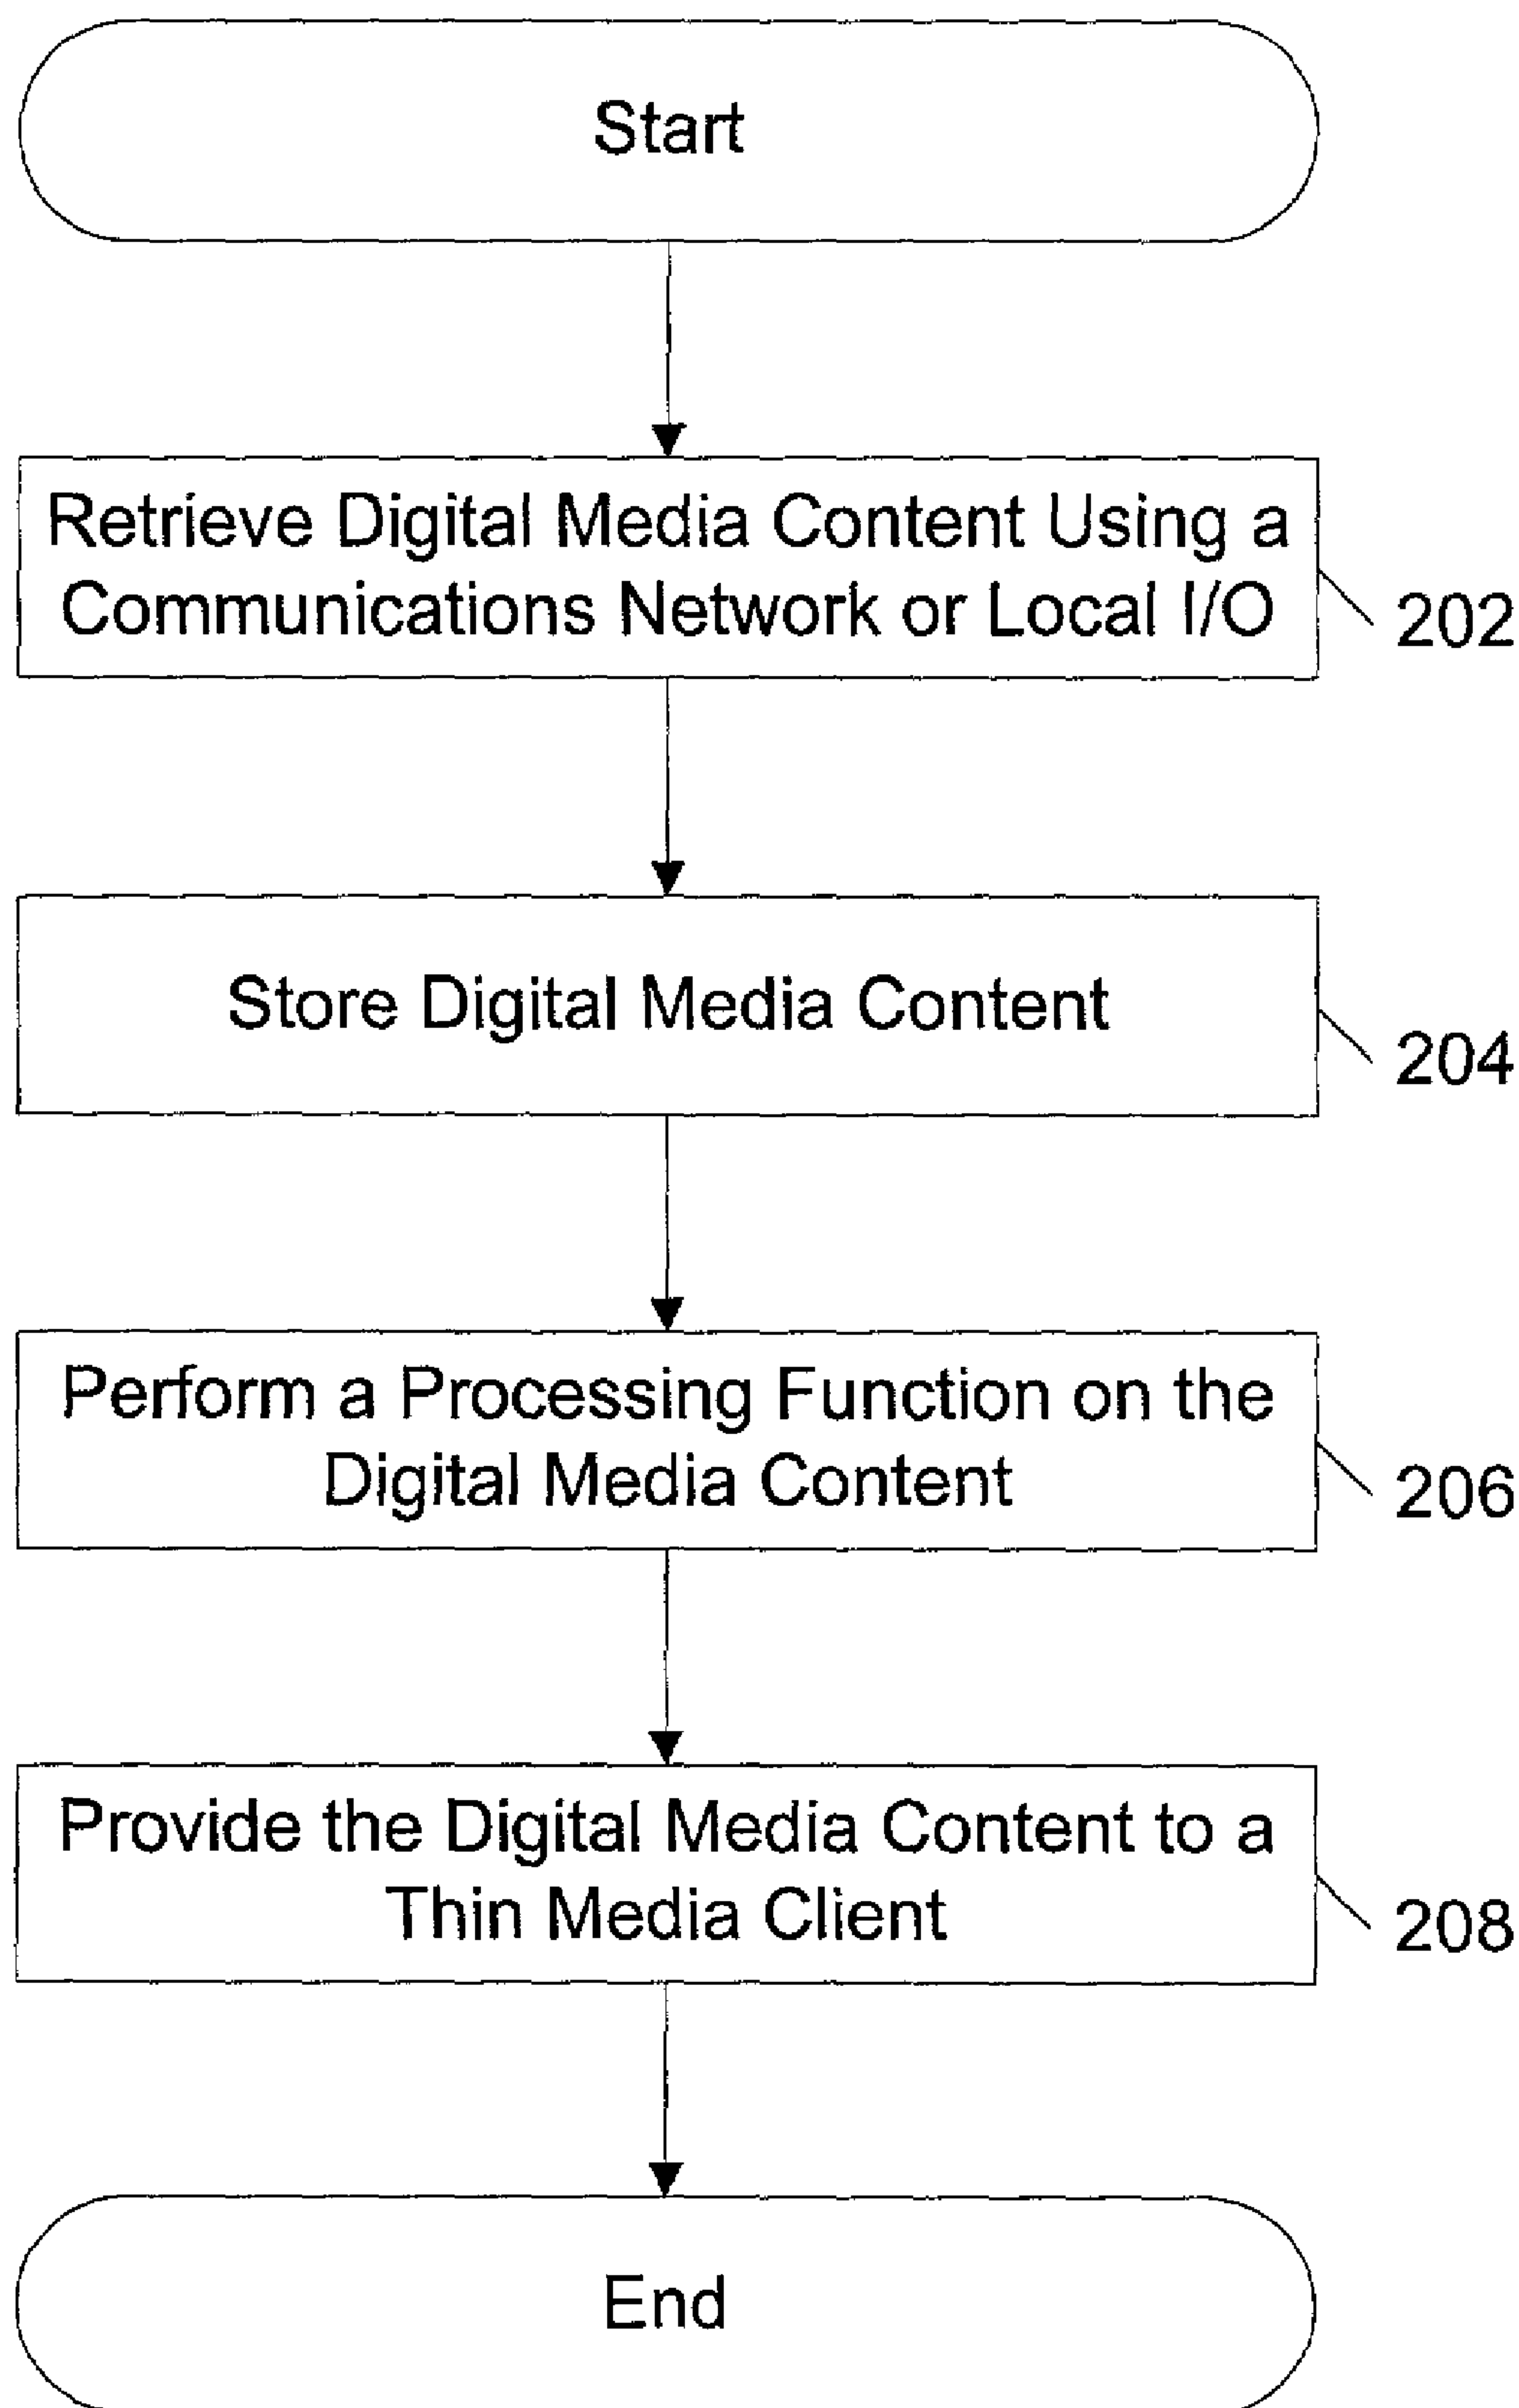 Start
Retrieve Digital Media Content Using a
Communications Network or Local I/O
202
Store Digital Media Content
204
Perform a Processing Function on the
Digital Media Content
206
Provide the Digital Media Content to a
Thin Media Client
208
End